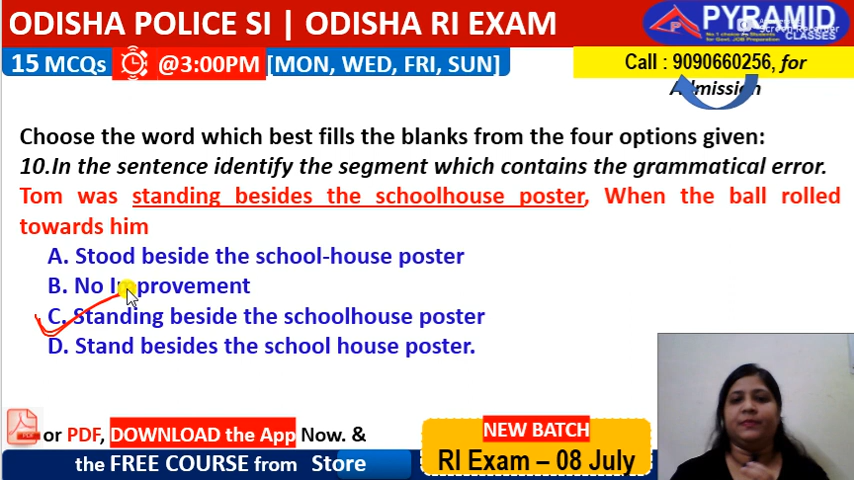 ODISHA POLICE SI | ODISHA RI EXAM
PYRAMID
CLASSES
15 MCQs @3:00PM [MON, WED, FRI, SUN]
Call : 9090660256, for
Admission
Choose the word which best fills the blanks from the four options given:
10.In the sentence identify the segment which contains the grammatical error.
Tom was standing besides the schoolhouse poster, When the ball rolled
towards him
A. Stood beside the school-house poster
B. No Improvement
C. Standing beside the schoolhouse poster
D. Stand besides the school house poster.
PDF
or PDF, DOWNLOAD the App Now. &
the FREE COURSE from Store
NEW BATCH
RI Exam – 08 July